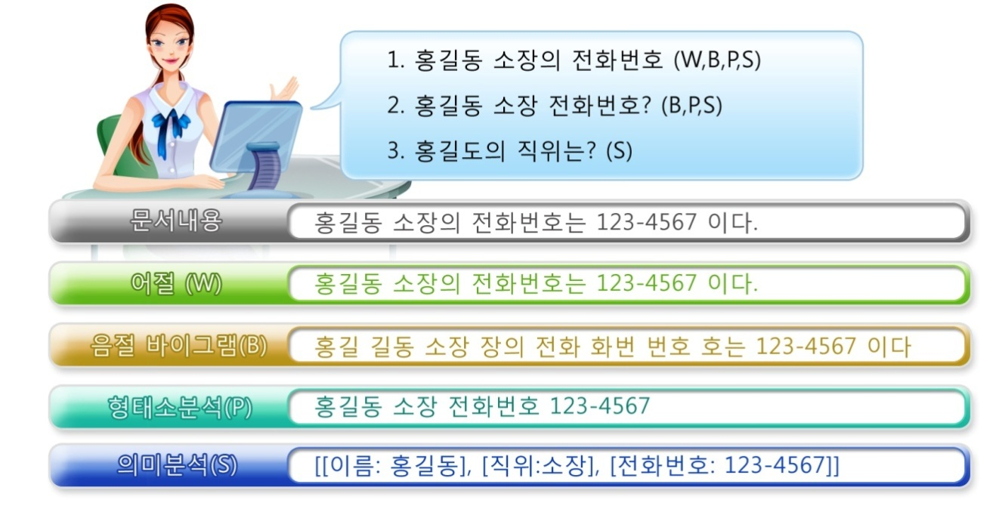 1. 홍길동 소장의 전화번호 (W,B,P,S)
2. 홍길동 소장 전화번호? (B,P,S)
3. 홍길도의 직위는? (S)
문서내용 홍길동 소장의 전화번호는 123-4567 이다.
어절 (W) 홍길동 소장의 전화번호는 123-4567 이다.
음절 바이그램(B) 홍길 길동 소장 장의 전화 화번 번호 호는 123-4567 이다
형태소분석(P) 홍길동 소장 전화번호 123-4567
의미분석(S) [[이름: 홍길동], [직위:소장], [전화번호: 123-4567]]